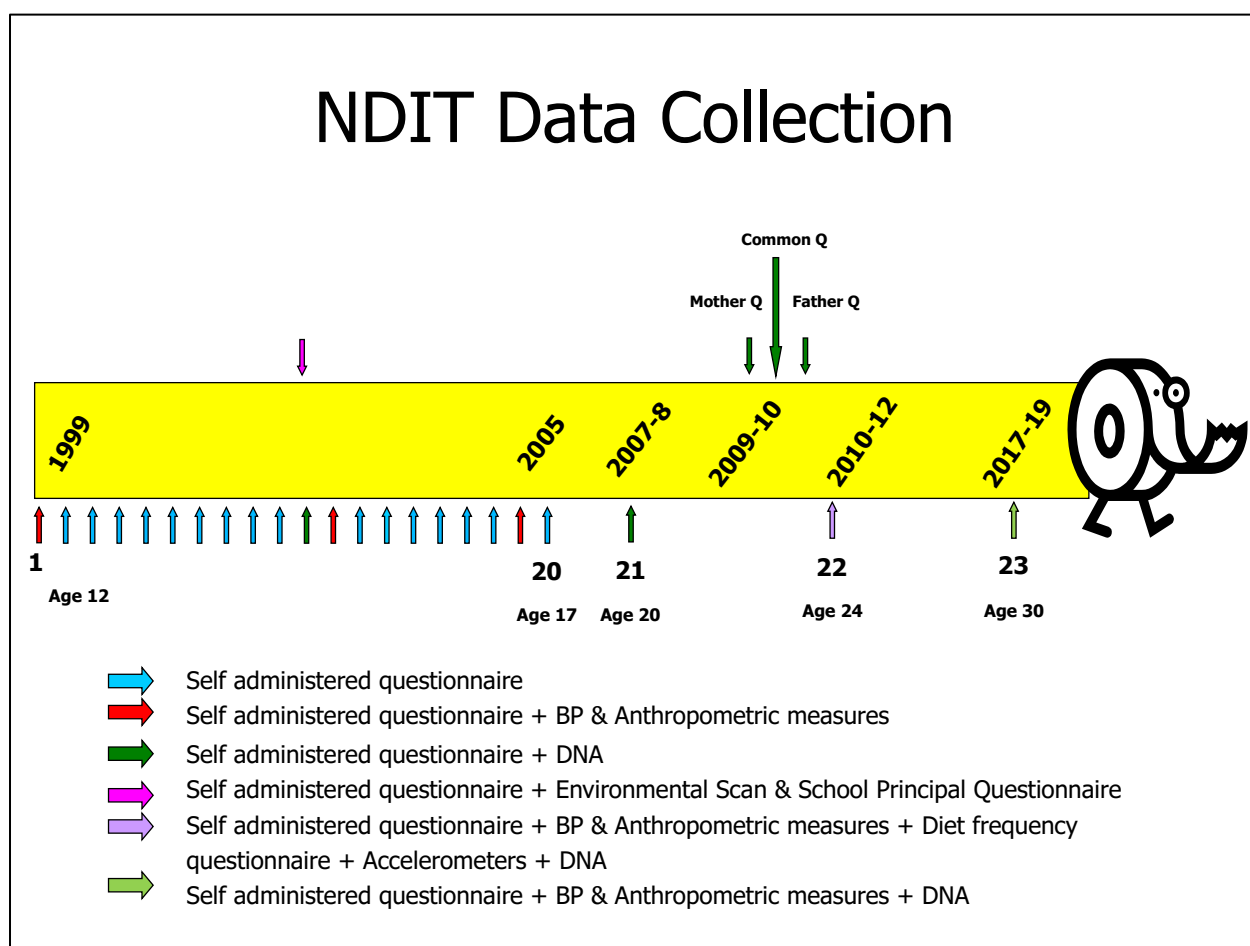 NDIT Data Collection
Common Q
Mother Q
Father Q
1999
2005
2007-8
2009-10
2010-12
2017-19
1
20
21
22
23
Age 12
Age 17
Age 20
Age 24
Age 30
Self administered questionnaire
Self administered questionnaire + BP & Anthropometric measures
Self administered questionnaire + DNA
Self administered questionnaire + Environmental Scan & School Principal Questionnaire
Self administered questionnaire + BP & Anthropometric measures + Diet frequency
questionnaire + Accelerometers + DNA
Self administered questionnaire + BP & Anthropometric measures + DNA